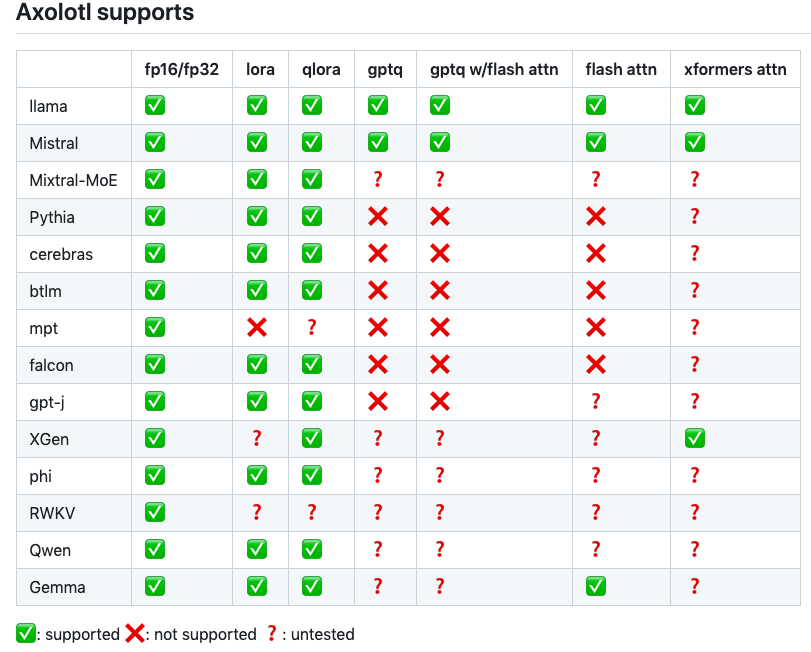 Axolotl supports
fp16/fp32 lora qlora gptq gptq w/flash attn flash attn xformers attn
llama ✅ ✅ ✅ ✅ ✅ ✅ ✅
Mistral ✅ ✅ ✅ ✅ ✅ ✅ ✅
Mixtral-MoE ✅ ✅ ✅ ❓ ❓ ❓ ❓
Pythia ✅ ✅ ✅ ❌ ❌ ❌ ❓
cerebras ✅ ✅ ✅ ❌ ❌ ❌ ❓
btlm ✅ ✅ ✅ ❌ ❌ ❌ ❓
mpt ✅ ❌ ❓ ❌ ❌ ❌ ❓
falcon ✅ ✅ ✅ ❌ ❌ ❌ ❓
gpt-j ✅ ✅ ✅ ❌ ❌ ❓ ❓
XGen ✅ ❓ ✅ ❓ ❓ ❓ ✅
phi ✅ ✅ ✅ ❓ ❓ ❓ ❓
RWKV ✅ ❓ ❓ ❓ ❓ ❓ ❓
Qwen ✅ ✅ ✅ ❓ ❓ ❓ ❓
Gemma ✅ ✅ ✅ ❓ ❓ ✅ ❓
✅: supported ❌: not supported ❓: untested